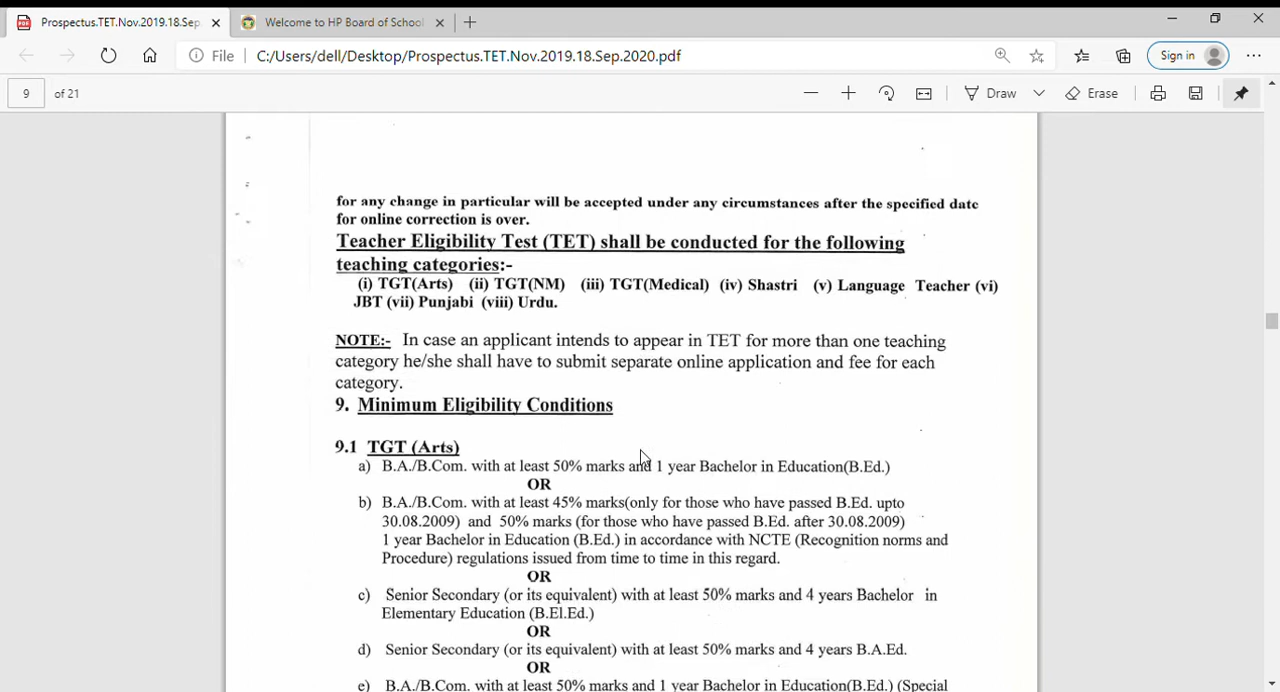 Prospectus.TET.Nov.2019.18.Sep.
Welcome to HP Board of School
File
C:/Users/dell/Desktop/Prospectus.TET.Nov.2019.18.Sep.2020.pdf
Sign in
9 of 21
Draw
Erase
for any change in particular will be accepted under any circumstances after the specified date
for online correction is over.
Teacher Eligibility Test (TET) shall be conducted for the following
teaching categories:-
(i) TGT(Arts) (ii) TGT(NM) (iii) TGT(Medical) (iv) Shastri (v) Language Teacher (vi)
JBT (vii) Punjabi (viii) Urdu.
NOTE:- In case an applicant intends to appear in TET for more than one teaching
category he/she shall have to submit separate online application and fee for each
category.
9. Minimum Eligibility Conditions
9.1 TGT (Arts)
a) B.A./B.Com. with at least 50% marks and 1 year Bachelor in Education(B.Ed.)
OR
b) B.A./B.Com. with at least 45% marks(only for those who have passed B.Ed. upto
30.08.2009) and 50% marks (for those who have passed B.Ed. after 30.08.2009)
1 year Bachelor in Education (B.Ed.) in accordance with NCTE (Recognition norms and
Procedure) regulations issued from time to time in this regard.
OR
c) Senior Secondary (or its equivalent) with at least 50% marks and 4 years Bachelor in
Elementary Education (B.El.Ed.)
OR
d) Senior Secondary (or its equivalent) with at least 50% marks and 4 years B.A.Ed.
OR
e) B.A./B.Com. with at least 50% marks and 1 year Bachelor in Education(B.Ed.) (Special